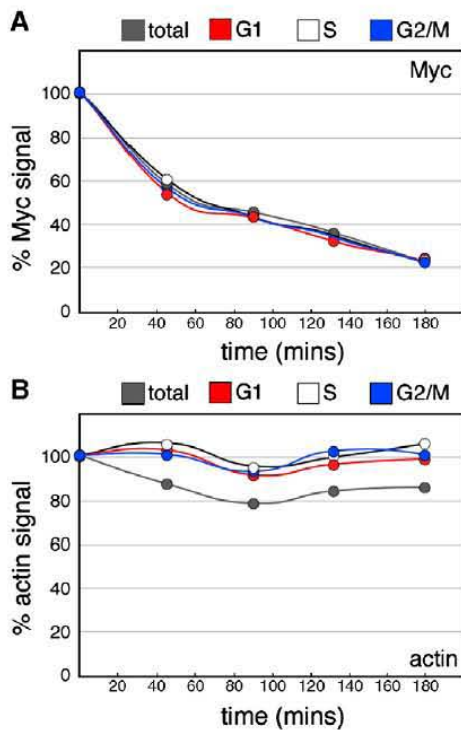 A
total G1 S G2/M
Myc
% Myc signal
100
80
60
40
20
0
20 40 60 80 100 120 140 160 180
time (mins)
B
total G1 S G2/M
% actin signal
100
80
60
40
20
0
actin
20 40 60 80 100 120 140 160 180
time (mins)